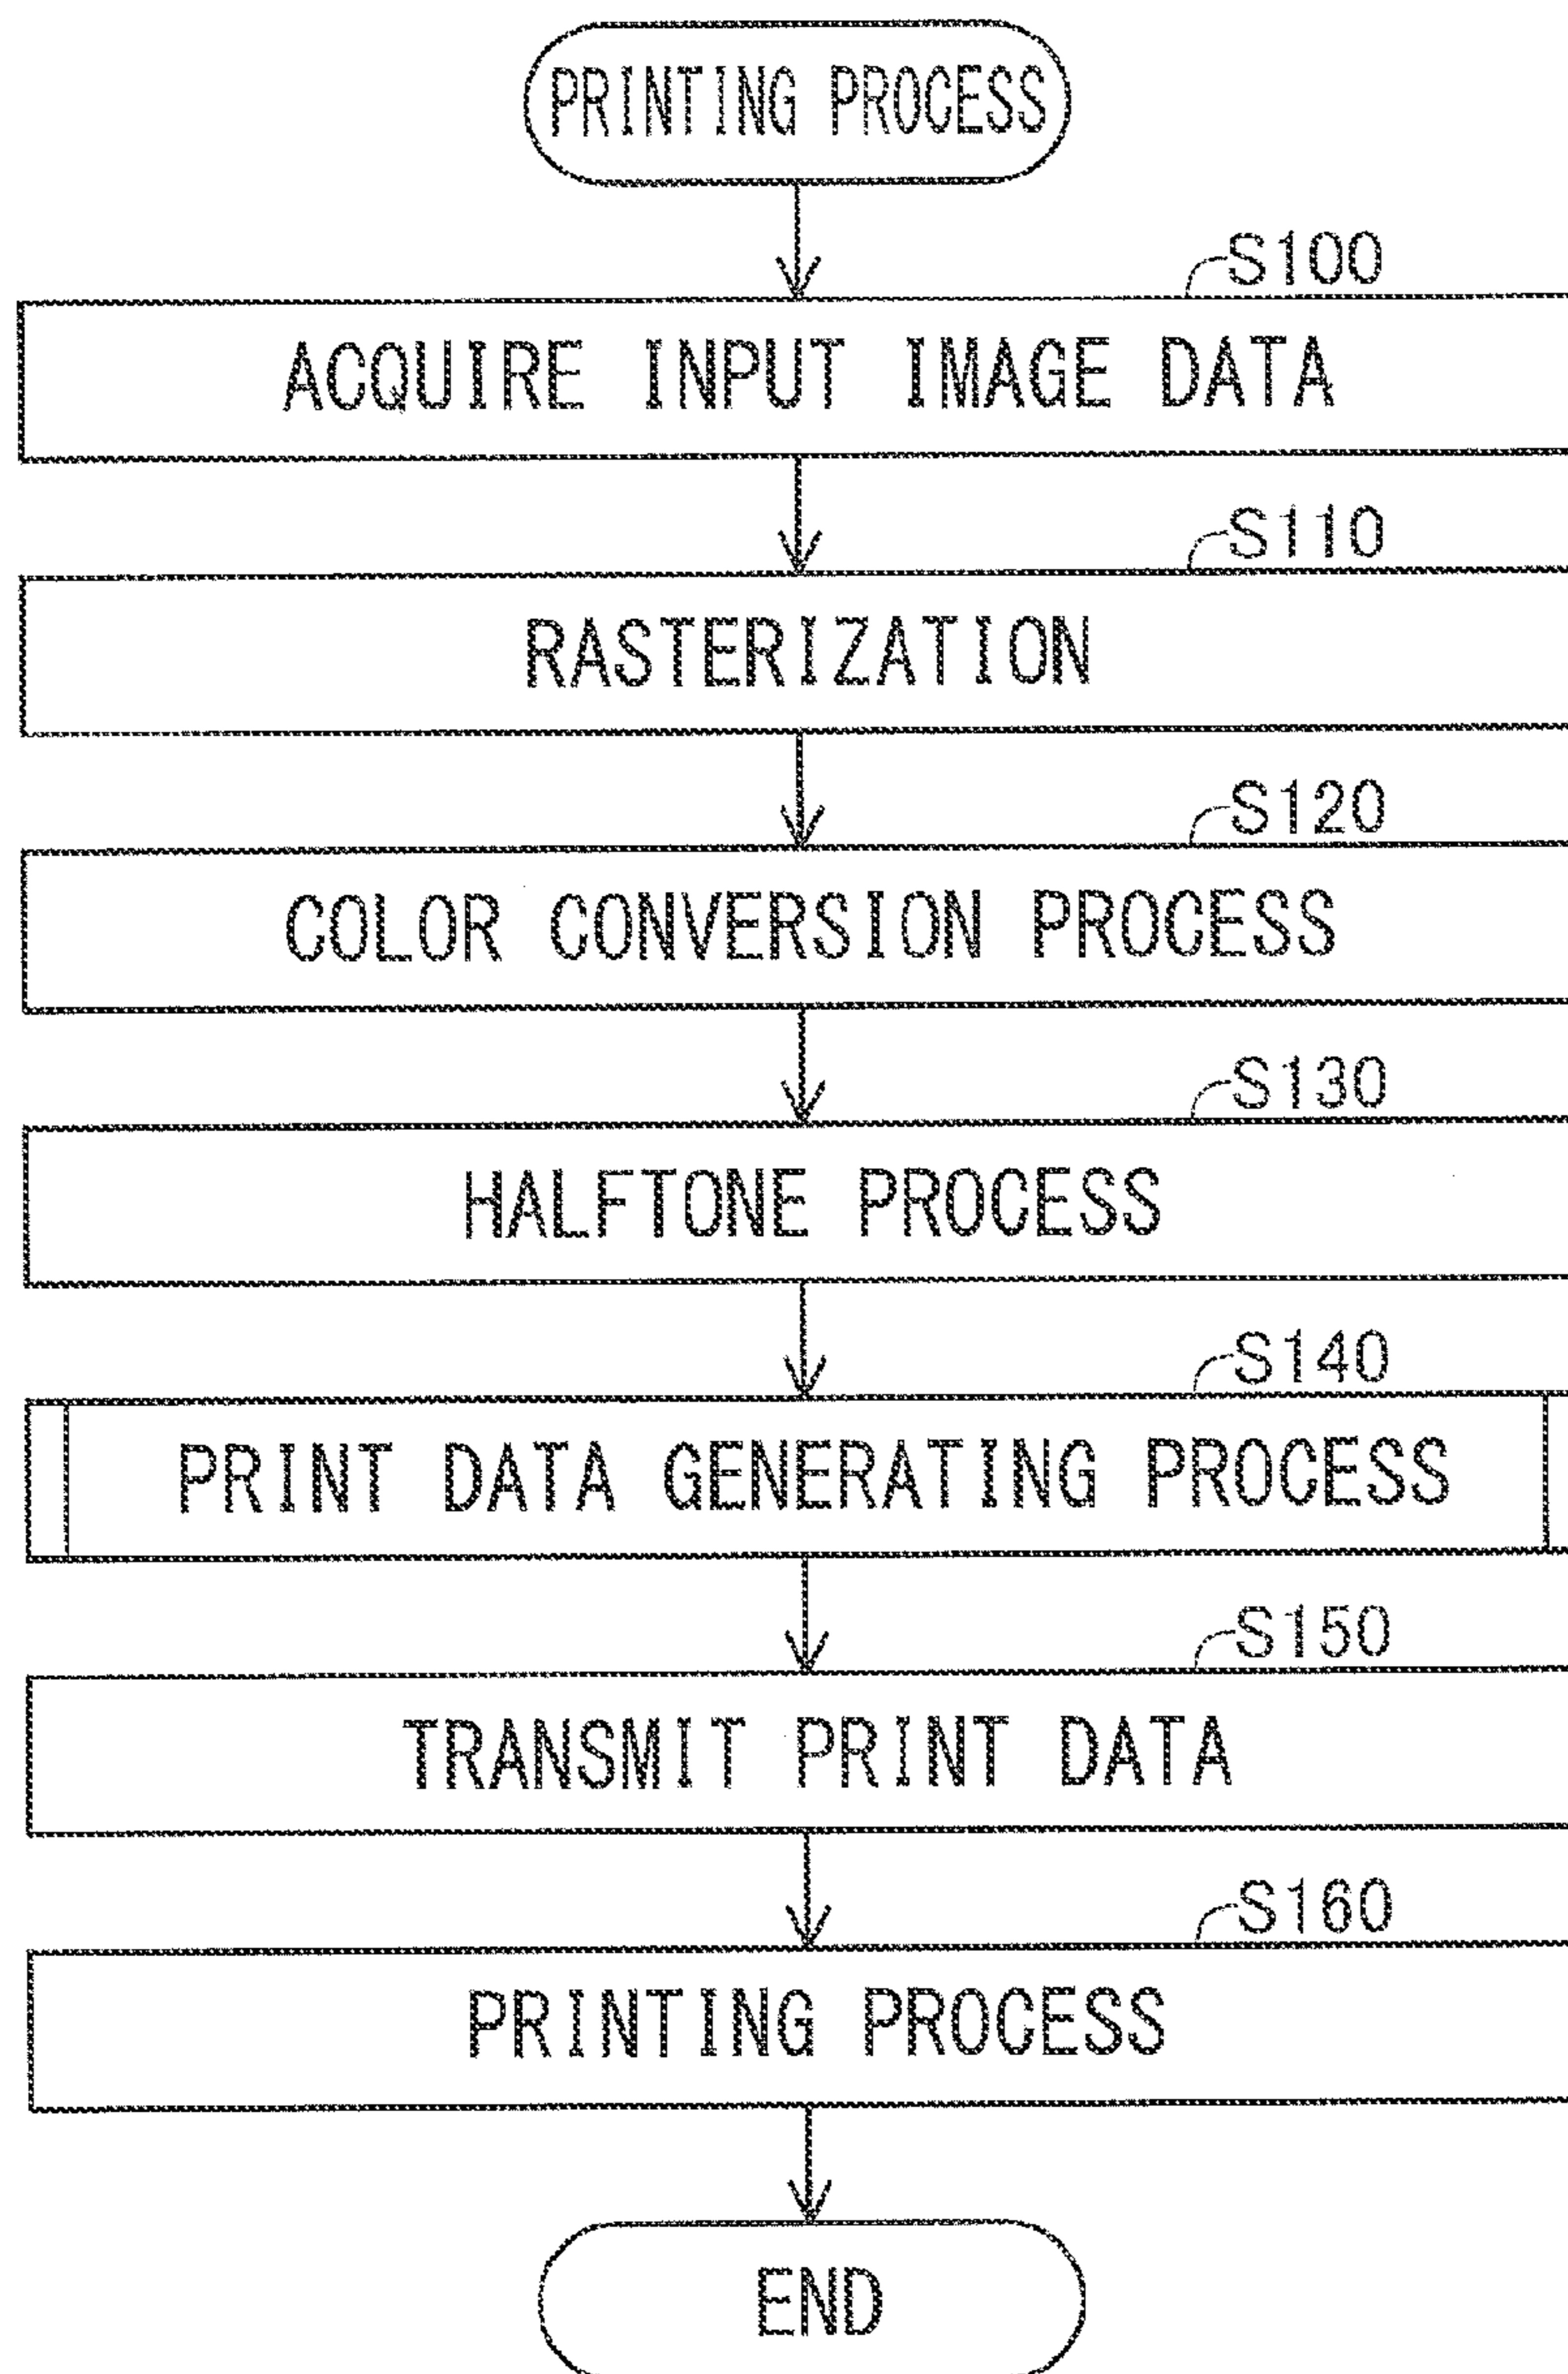 PRINTING PROCESS
S100
ACQUIRE INPUT IMAGE DATA
S110
RASTERIZATION
S120
COLOR CONVERSION PROCESS
S130
HALFTONE PROCESS
S140
PRINT DATA GENERATING PROCESS
S150
TRANSMIT PRINT DATA
S160
PRINTING PROCESS
END